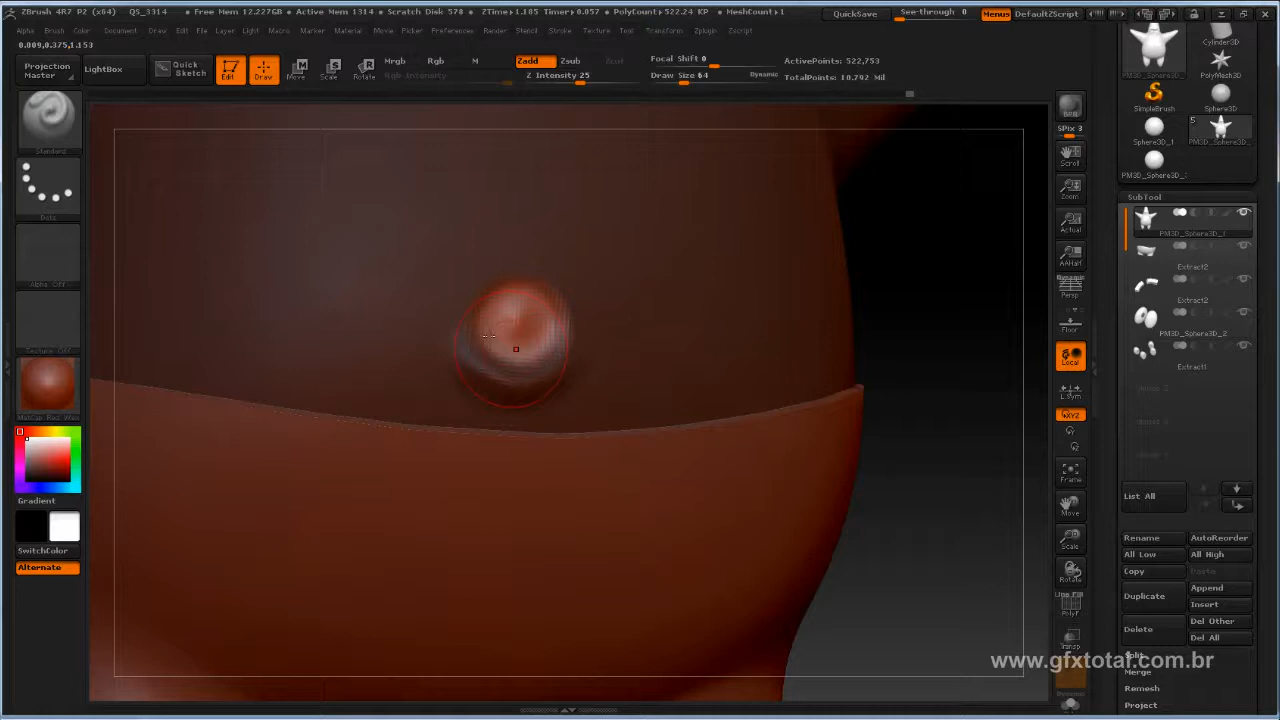 ZBrush 4R7 P2 (x64) QS_3314 • Free Mem 12.227GB • Active Mem 1314 • Scratch Disk 578 • ZTime▸1.185 Timer▸0.057 • PolyCount▸522.24 KP • MeshCount▸1 QuickSave See-through 0 Menus DefaultZScript
Alpha Brush Color Document Draw Edit File Layer Light Macro Marker Material Movie Picker Preferences Render Stencil Stroke Texture Tool Transform Zplugin Zscript
0.009,0.375,1.153
Projection Master
LightBox
Quick Sketch
Edit
Draw
Move
Scale
Rotate
Mrgb Rgb M
Rgb Intensity
Zadd Zsub Zcut
Z Intensity 25
Focal Shift 0
Draw Size 64 Dynamic
ActivePoints: 522,753
TotalPoints: 10.792 Mil
Standard
Dots
Alpha Off
Texture Off
MatCap Red Wax
Gradient
SwitchColor
Alternate
BPR
SPix 3
Scroll
Zoom
Actual
AAHalf
Dynamic
Persp
Floor
Local
L.Sym
XYZ
Frame
Move
Scale
Rotate
Line Fill
PolyF
Transp
Dynamic
Cylinder3D
PM3D_Sphere3D_
PolyMesh3D
SimpleBrush
Sphere3D
5
Sphere3D_1
PM3D_Sphere3D_
PM3D_Sphere3D_
SubTool
PM3D_Sphere3D_1
Extract2
Extract2
PM3D_Sphere3D_2
Extract1
List All
Rename AutoReorder
All Low All High
Copy Paste
Duplicate Append
Insert
Delete Del Other
Del All
Split
www.gfxtotal.com.br
Merge
Remesh
Project